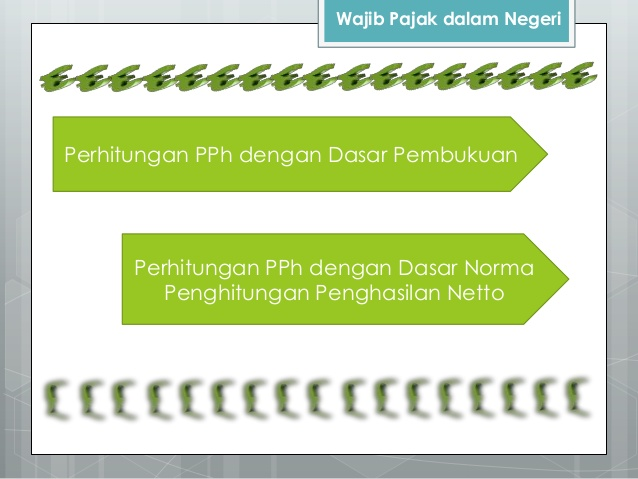 Wajib Pajak dalam Negeri
Perhitungan PPh dengan Dasar Pembukuan
Perhitungan PPh dengan Dasar Norma
Penghitungan Penghasilan Netto